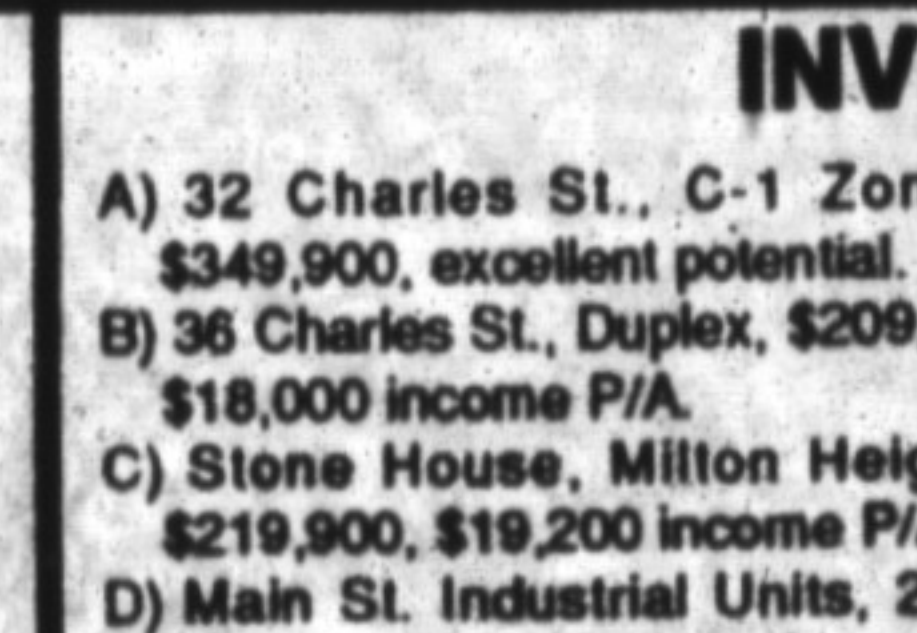 INV
A) 32 Charles St., C-1 Zor
$349,900, excellent potential.
B) 36 Charles St., Duplex, $209
$18,000 income P/A.
C) Stone House, Milton Heig
$219,900, $19,200 income P/
D) Main St. Industrial Units, 2